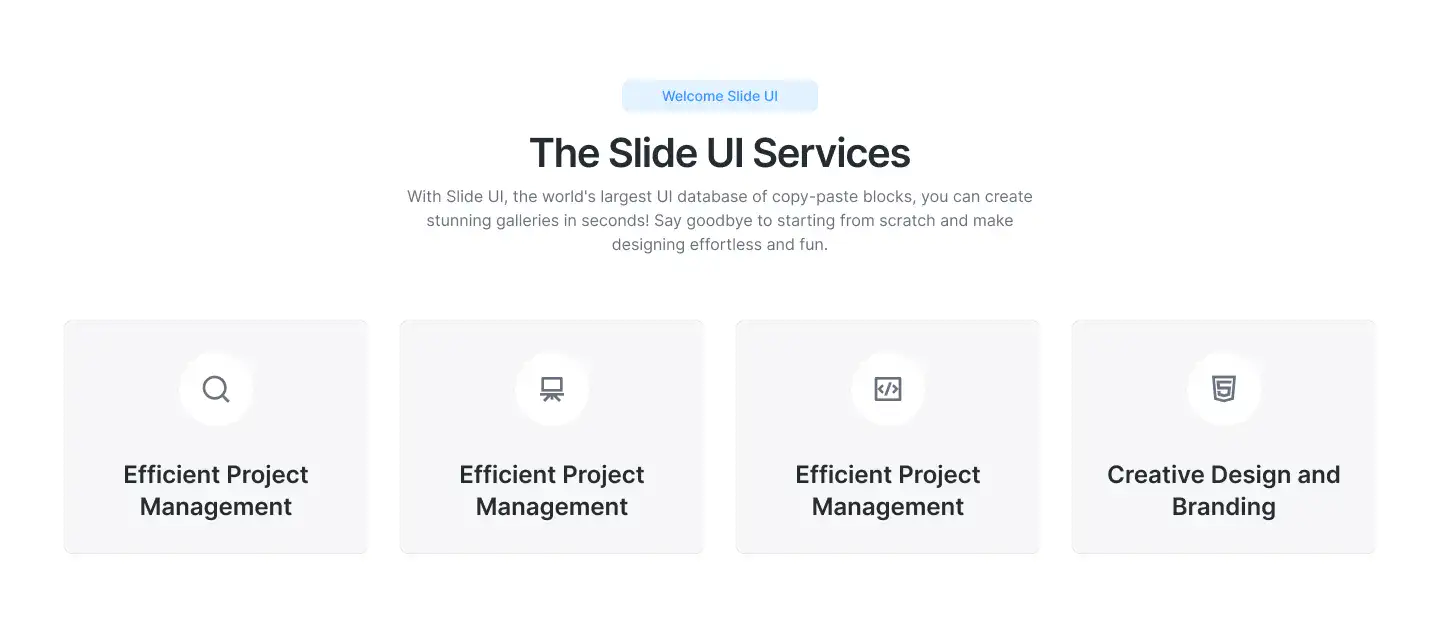 Welcome Slide UI
The Slide UI Services
With Slide UI, the world's largest UI database of copy-paste blocks, you can create
stunning galleries in seconds! Say goodbye to starting from scratch and make
designing effortless and fun.
Efficient Project
Management
Efficient Project
Management
Efficient Project
Management
Creative Design and
Branding